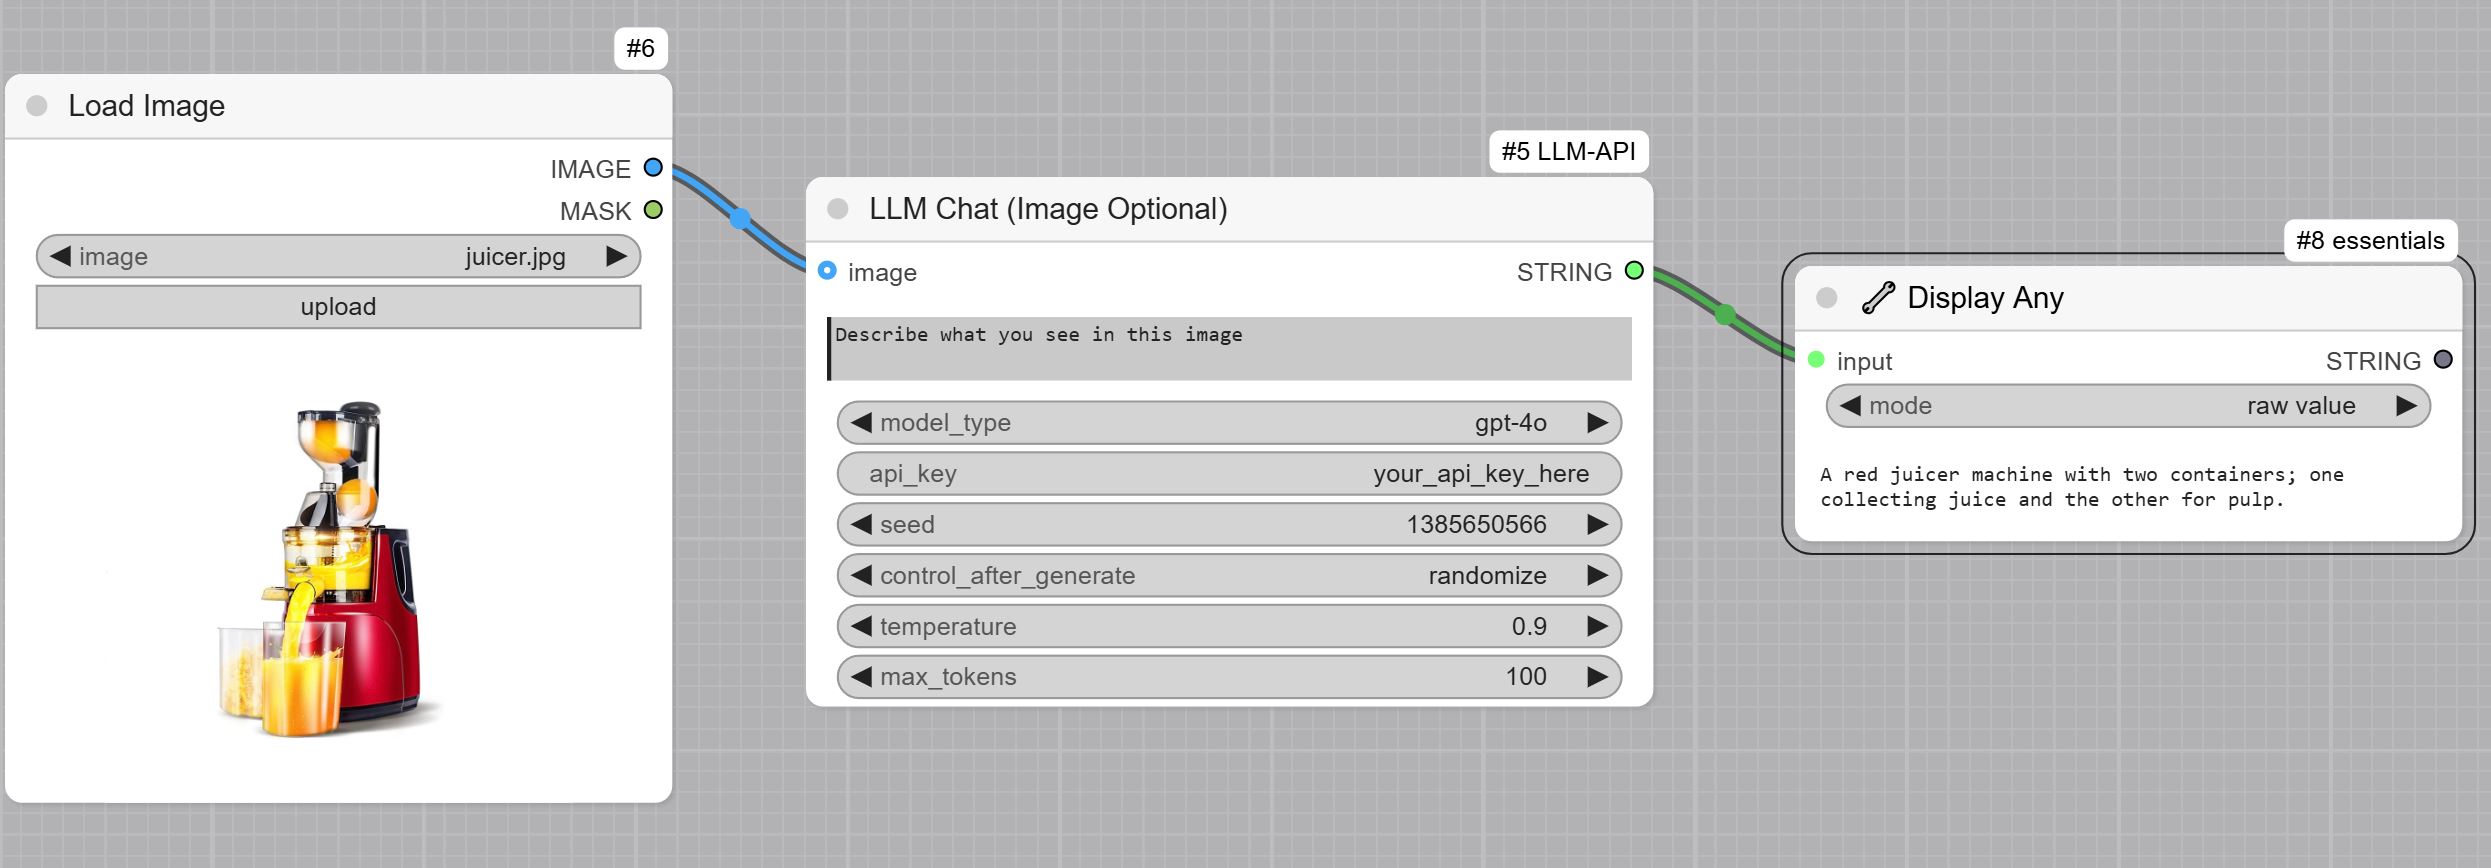 #6
Load Image
IMAGE
MASK
image juicer.jpg
upload
#5 LLM-API
LLM Chat (Image Optional)
image STRING
Describe what you see in this image
model_type gpt-4o
api_key your_api_key_here
seed 1385650566
control_after_generate randomize
temperature 0.9
max_tokens 100
#8 essentials
Display Any
input STRING
mode raw value
A red juicer machine with two containers; one
collecting juice and the other for pulp.